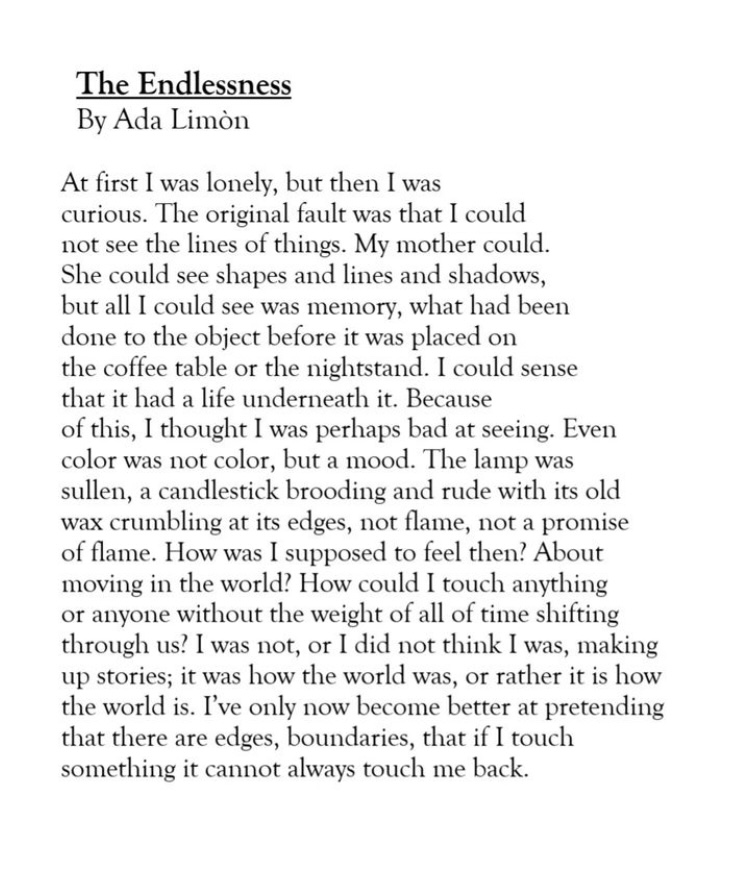 The Endlessness
By Ada Limòn
At first I was lonely, but then I was
curious. The original fault was that I could
not see the lines of things. My mother could.
She could see shapes and lines and shadows,
but all I could see was memory, what had been
done to the object before it was placed on
the coffee table or the nightstand. I could sense
that it had a life underneath it. Because
of this, I thought I was perhaps bad at seeing. Even
color was not color, but a mood. The lamp was
sullen, a candlestick brooding and rude with its old
wax crumbling at its edges, not flame, not a promise
of flame. How was I supposed to feel then? About
moving in the world? How could I touch anything
or anyone without the weight of all of time shifting
through us? I was not, or I did not think I was, making
up stories; it was how the world was, or rather it is how
the world is. I've only now become better at pretending
that there are edges, boundaries, that if I touch
something it cannot always touch me back.